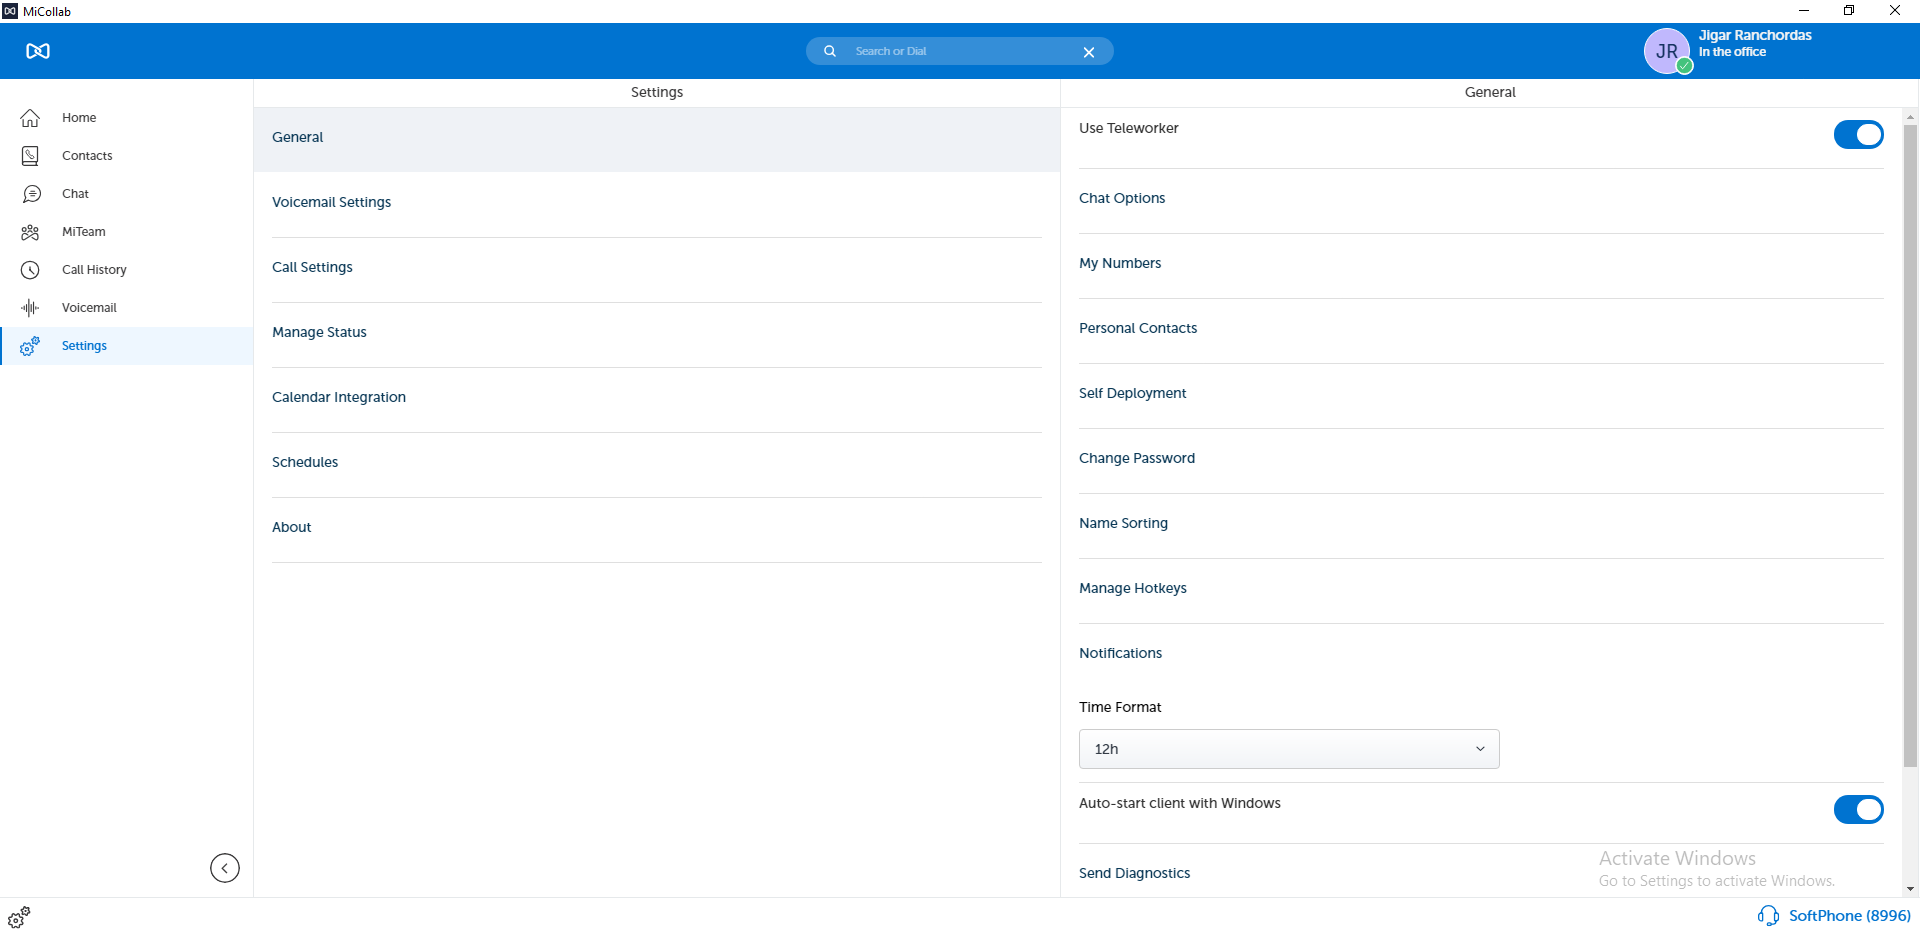 MiCollab
Search or Dial
JR
Jigar Ranchordas
In the office
Home
Contacts
Chat
MiTeam
Call History
Voicemail
Settings
Settings
General
Voicemail Settings
Call Settings
Manage Status
Calendar Integration
Schedules
About
General
Use Teleworker
Chat Options
My Numbers
Personal Contacts
Self Deployment
Change Password
Name Sorting
Manage Hotkeys
Notifications
Time Format
12h
Auto-start client with Windows
Send Diagnostics
Activate Windows
Go to Settings to activate Windows.
SoftPhone (8996)